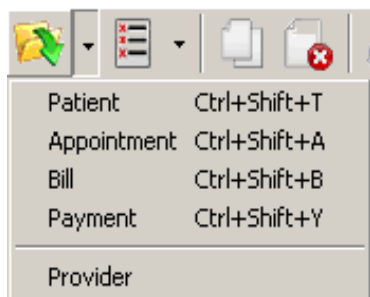 Patient Ctrl+Shift+T
Appointment Ctrl+Shift+A
Bill Ctrl+Shift+B
Payment Ctrl+Shift+Y
Provider